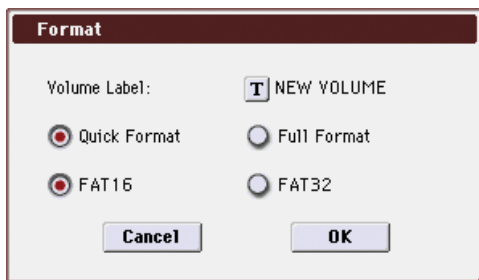 Format
Volume Label: T NEW VOLUME
Quick Format Full Format
FAT16 FAT32
Cancel OK